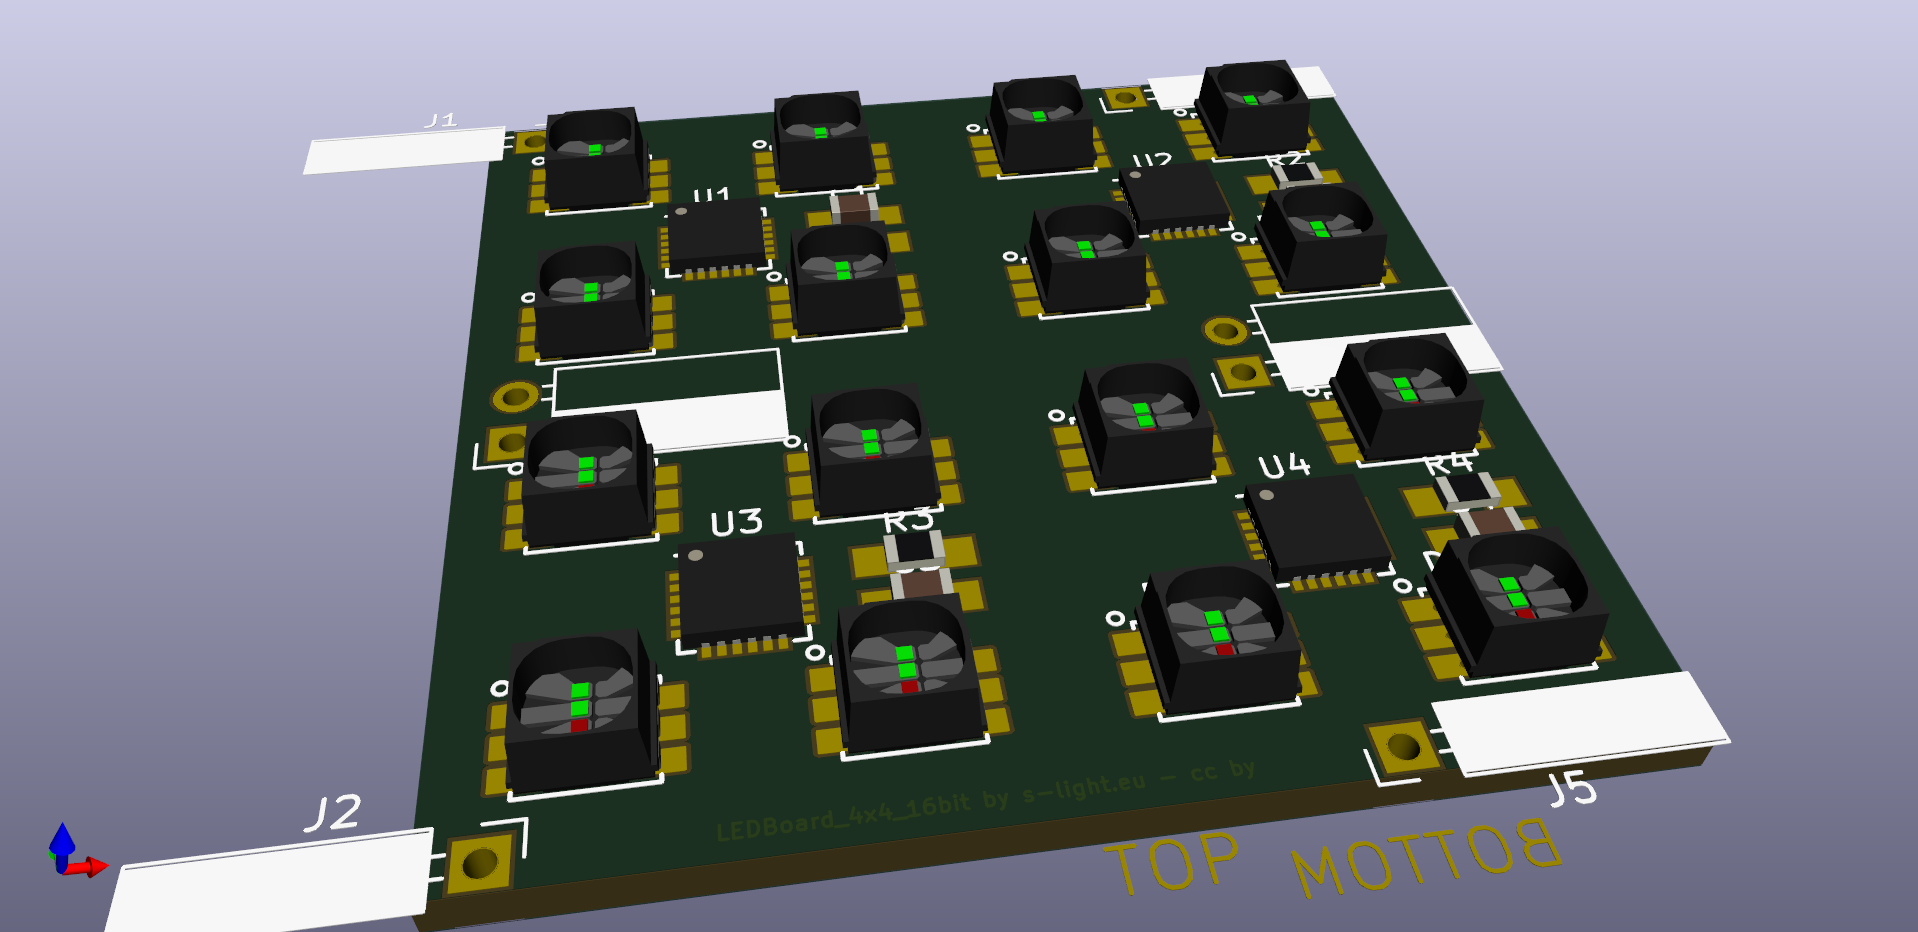 J1
U2
R2
U1
R4
U4
U3
R3
J5
J2
LEDBoard_4x4_16bit by s-light.eu — cc by
TOP BOTTOM